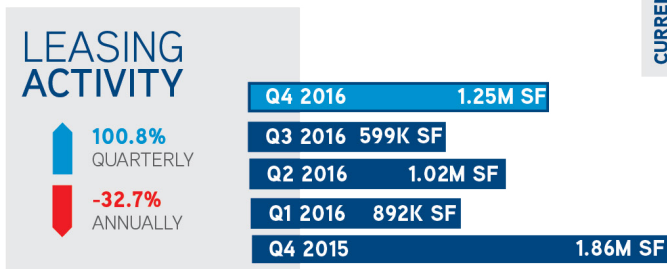 LEASING
ACTIVITY
100.8%
QUARTERLY
-32.7%
ANNUALLY
Q4 2016 1.25M SF
Q3 2016 599K SF
Q2 2016 1.02M SF
Q1 2016 892K SF
Q4 2015 1.86M SF